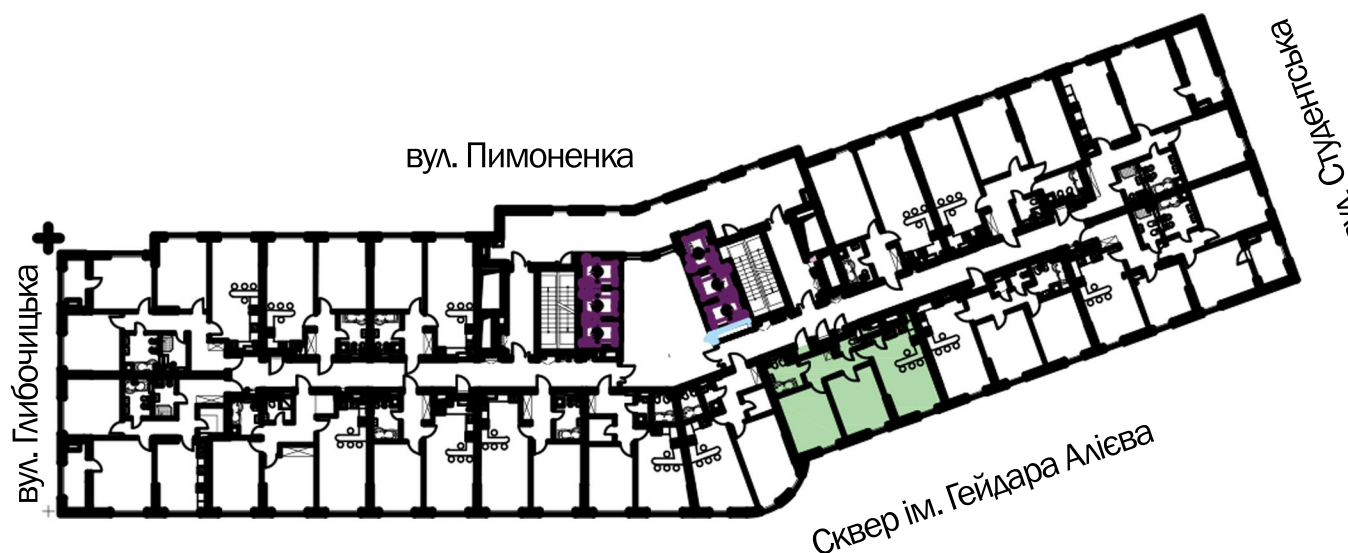 вул. Пимоненка
вул. Студентська
вул. Глибочицька
Сквер ім. Гейдара Алієва